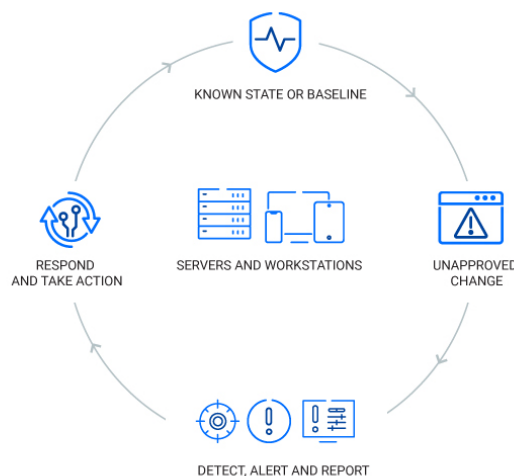 KNOWN STATE OR BASELINE
RESPOND
AND TAKE ACTION
SERVERS AND WORKSTATIONS
UNAPPROVED
CHANGE
DETECT, ALERT AND REPORT